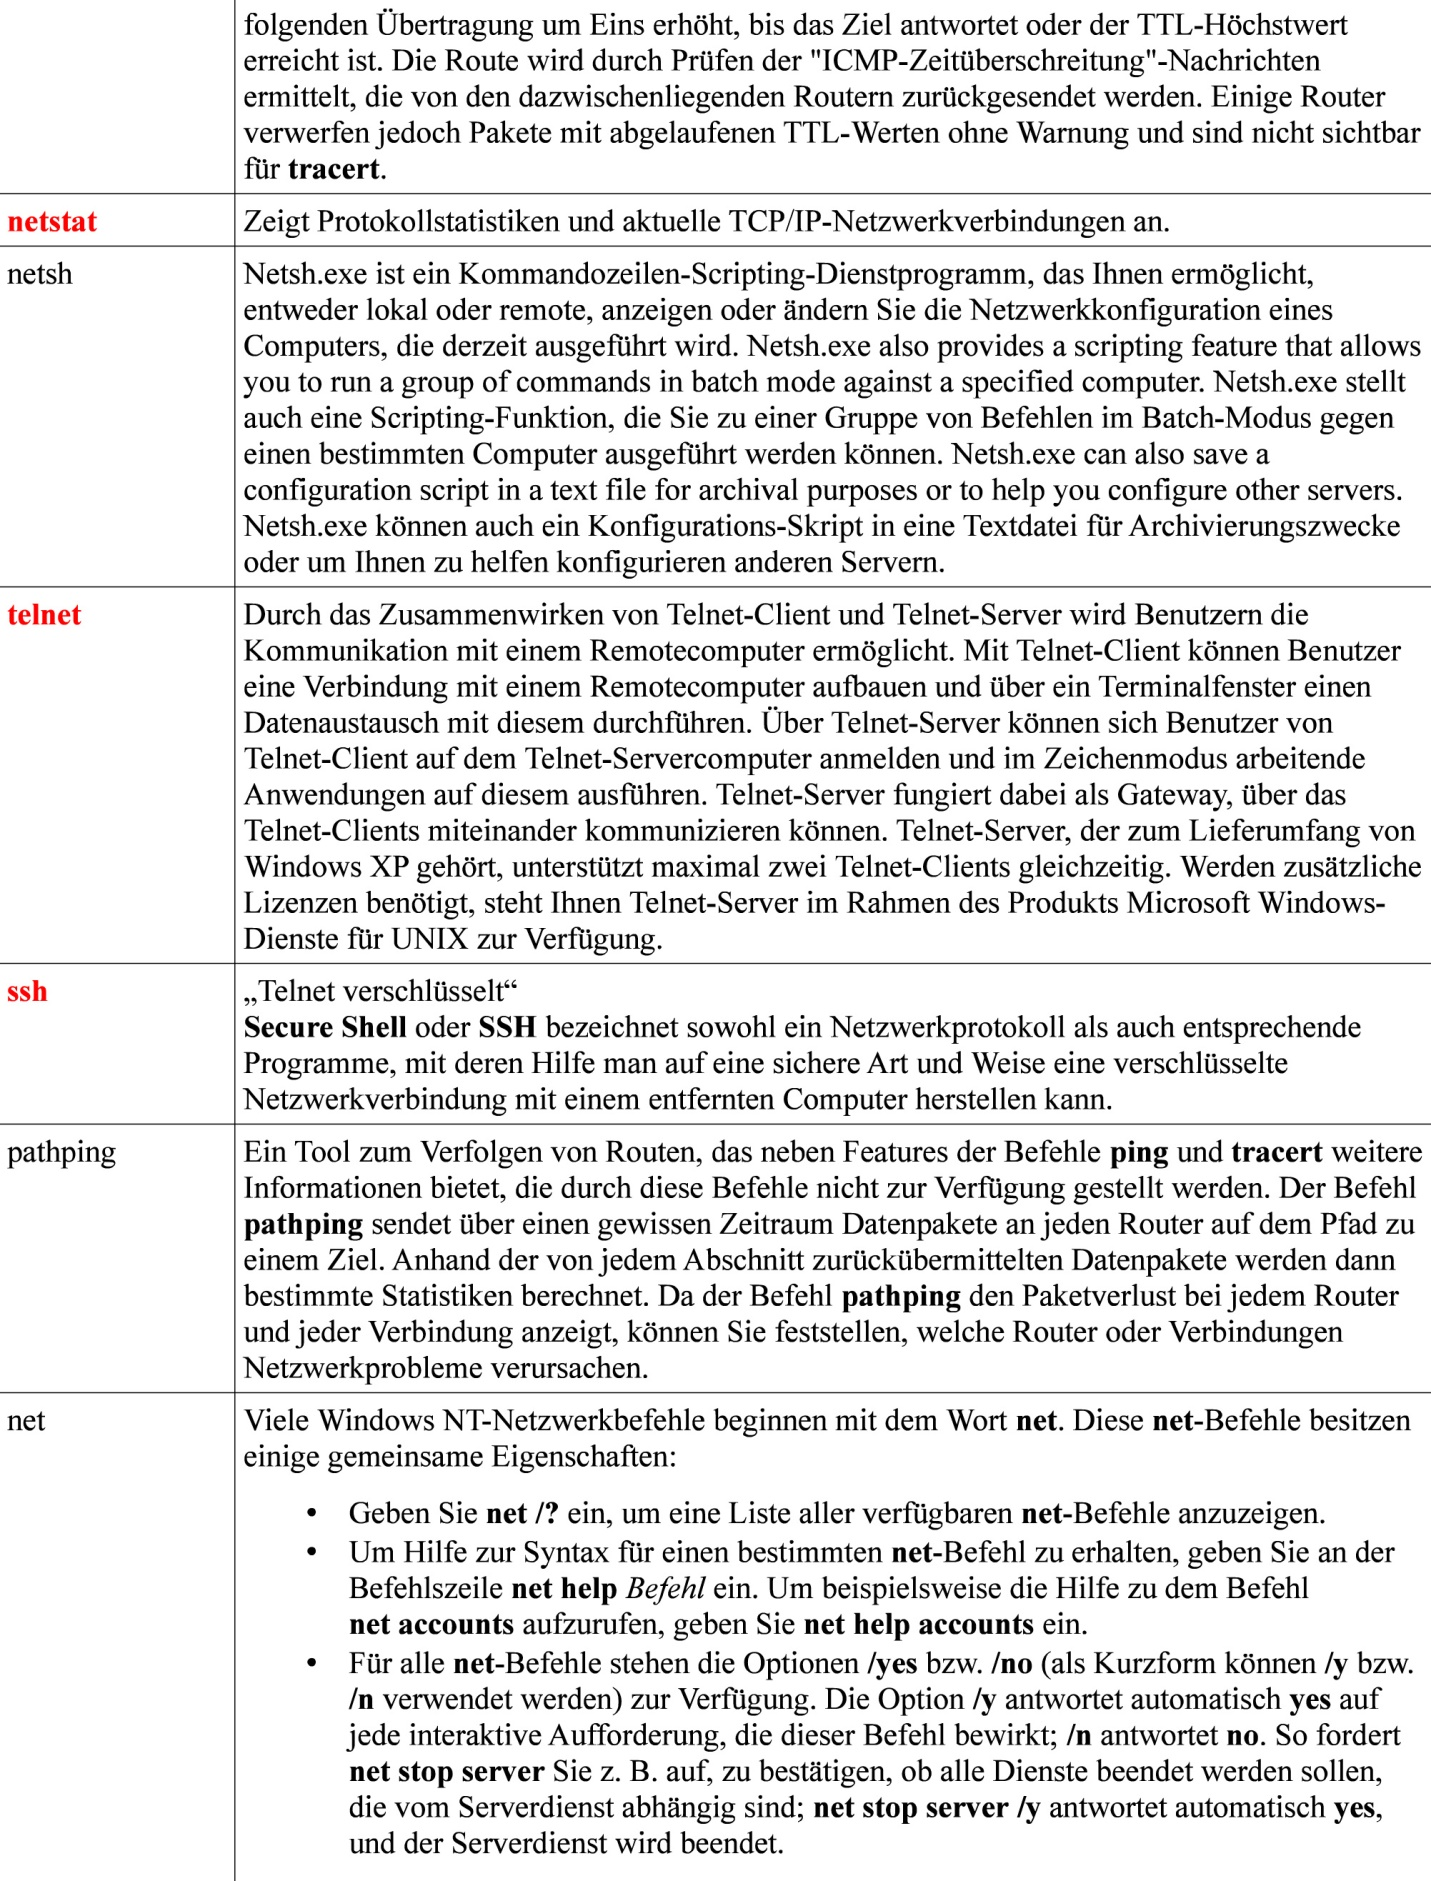 folgenden Übertragung um Eins erhöht, bis das Ziel antwortet oder der TTL-Höchstwert
erreicht ist. Die Route wird durch Prüfen der "ICMP-Zeitüberschreitung"-Nachrichten
ermittelt, die von den dazwischenliegenden Routern zurückgesendet werden. Einige Router
verwerfen jedoch Pakete mit abgelaufenen TTL-Werten ohne Warnung und sind nicht sichtbar
für tracert.
netstat
Zeigt Protokollstatistiken und aktuelle TCP/IP-Netzwerkverbindungen an.
netsh
Netsh.exe ist ein Kommandozeilen-Scripting-Dienstprogramm, das Ihnen ermöglicht,
entweder lokal oder remote, anzeigen oder ändern Sie die Netzwerkkonfiguration eines
Computers, die derzeit ausgeführt wird. Netsh.exe also provides a scripting feature that allows
you to run a group of commands in batch mode against a specified computer. Netsh.exe stellt
auch eine Scripting-Funktion, die Sie zu einer Gruppe von Befehlen im Batch-Modus gegen
einen bestimmten Computer ausgeführt werden können. Netsh.exe can also save a
configuration script in a text file for archival purposes or to help you configure other servers.
Netsh.exe können auch ein Konfigurations-Skript in eine Textdatei für Archivierungszwecke
oder um Ihnen zu helfen konfigurieren anderen Servern.
telnet
Durch das Zusammenwirken von Telnet-Client und Telnet-Server wird Benutzern die
Kommunikation mit einem Remotecomputer ermöglicht. Mit Telnet-Client können Benutzer
eine Verbindung mit einem Remotecomputer aufbauen und über ein Terminalfenster einen
Datenaustausch mit diesem durchführen. Über Telnet-Server können sich Benutzer von
Telnet-Client auf dem Telnet-Servercomputer anmelden und im Zeichenmodus arbeitende
Anwendungen auf diesem ausführen. Telnet-Server fungiert dabei als Gateway, über das
Telnet-Clients miteinander kommunizieren können. Telnet-Server, der zum Lieferumfang von
Windows XP gehört, unterstützt maximal zwei Telnet-Clients gleichzeitig. Werden zusätzliche
Lizenzen benötigt, steht Ihnen Telnet-Server im Rahmen des Produkts Microsoft Windows-
Dienste für UNIX zur Verfügung.
ssh
„Telnet verschlüsselt“
Secure Shell oder SSH bezeichnet sowohl ein Netzwerkprotokoll als auch entsprechende
Programme, mit deren Hilfe man auf eine sichere Art und Weise eine verschlüsselte
Netzwerkverbindung mit einem entfernten Computer herstellen kann.
pathping
Ein Tool zum Verfolgen von Routen, das neben Features der Befehle ping und tracert weitere
Informationen bietet, die durch diese Befehle nicht zur Verfügung gestellt werden. Der Befehl
pathping sendet über einen gewissen Zeitraum Datenpakete an jeden Router auf dem Pfad zu
einem Ziel. Anhand der von jedem Abschnitt zurückübermittelten Datenpakete werden dann
bestimmte Statistiken berechnet. Da der Befehl pathping den Paketverlust bei jedem Router
und jeder Verbindung anzeigt, können Sie feststellen, welche Router oder Verbindungen
Netzwerkprobleme verursachen.
net
Viele Windows NT-Netzwerkbefehle beginnen mit dem Wort net. Diese net-Befehle besitzen
einige gemeinsame Eigenschaften:
• Geben Sie net /? ein, um eine Liste aller verfügbaren net-Befehle anzuzeigen.
• Um Hilfe zur Syntax für einen bestimmten net-Befehl zu erhalten, geben Sie an der
Befehlszeile net help Befehl ein. Um beispielsweise die Hilfe zu dem Befehl
net accounts aufzurufen, geben Sie net help accounts ein.
• Für alle net-Befehle stehen die Optionen /yes bzw. /no (als Kurzform können /y bzw.
/n verwendet werden) zur Verfügung. Die Option /y antwortet automatisch yes auf
jede interaktive Aufforderung, die dieser Befehl bewirkt; /n antwortet no. So fordert
net stop server Sie z. B. auf, zu bestätigen, ob alle Dienste beendet werden sollen,
die vom Serverdienst abhängig sind; net stop server /y antwortet automatisch yes,
und der Serverdienst wird beendet.